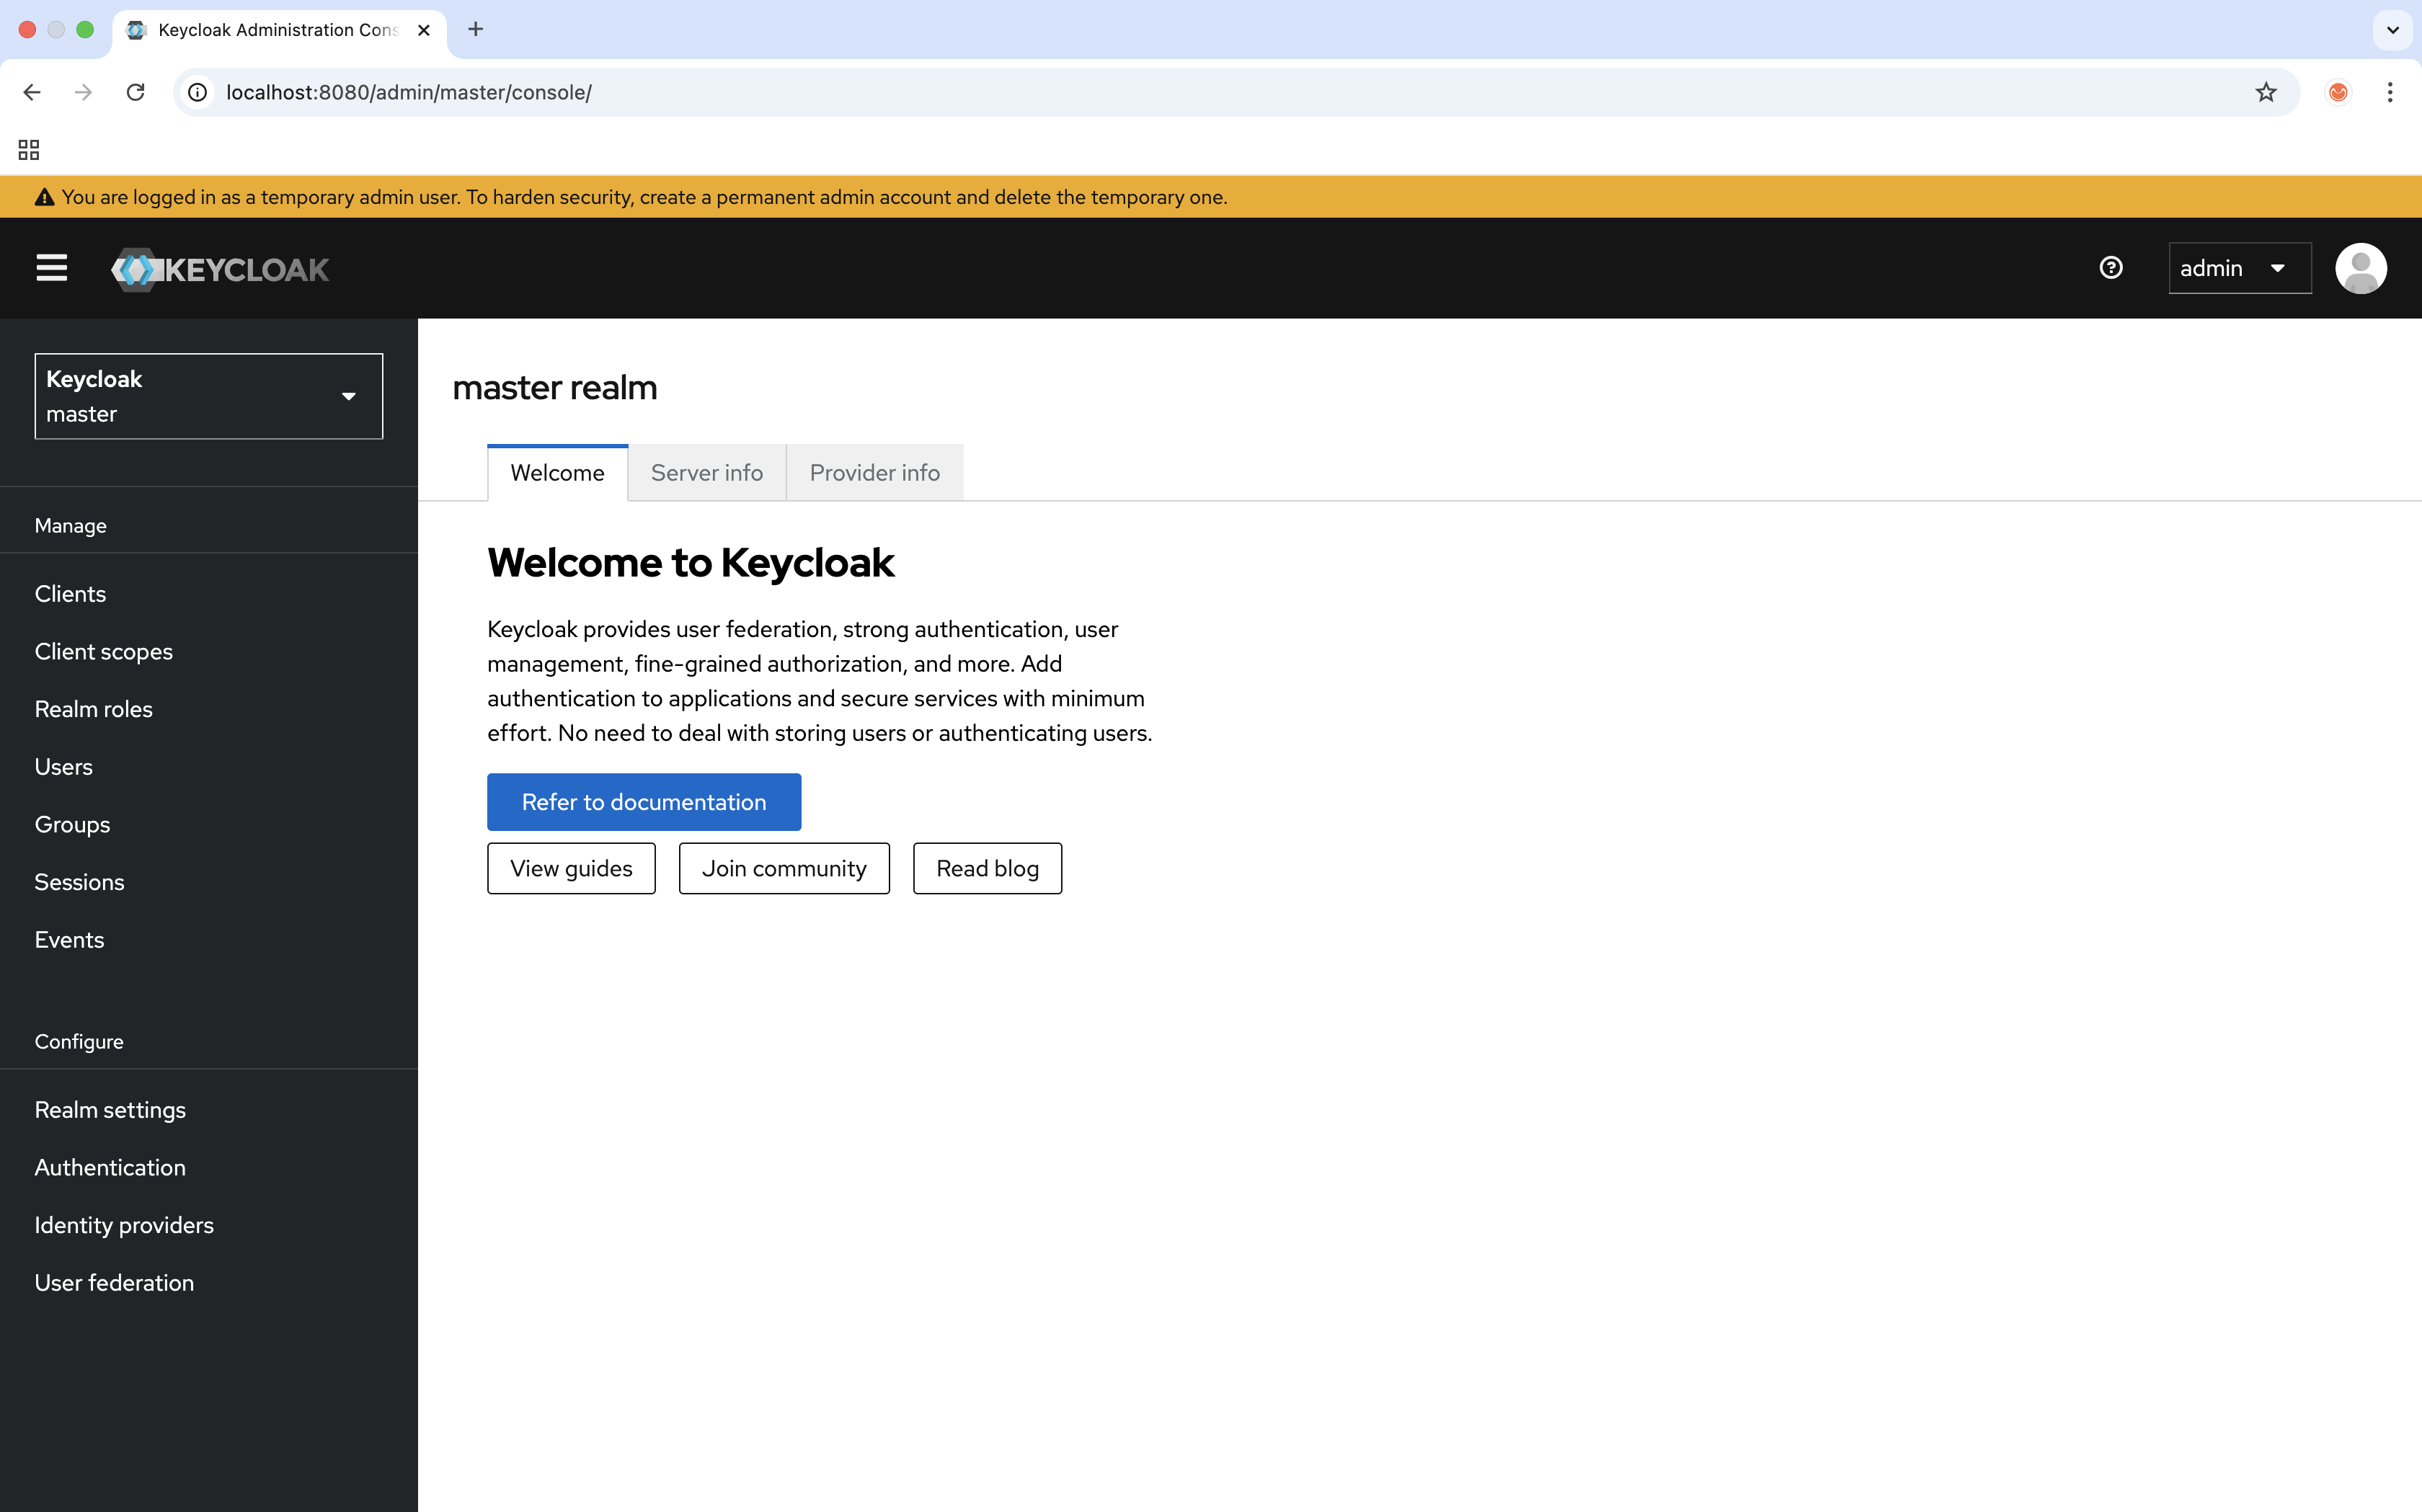 Keycloak Administration Cons
localhost:8080/admin/master/console/
You are logged in as a temporary admin user. To harden security, create a permanent admin account and delete the temporary one.
KEYCLOAK
admin
Keycloak
master
Manage
Clients
Client scopes
Realm roles
Users
Groups
Sessions
Events
Configure
Realm settings
Authentication
Identity providers
User federation
master realm
Welcome
Server info
Provider info
Welcome to Keycloak
Keycloak provides user federation, strong authentication, user
management, fine-grained authorization, and more. Add
authentication to applications and secure services with minimum
effort. No need to deal with storing users or authenticating users.
Refer to documentation
View guides
Join community
Read blog